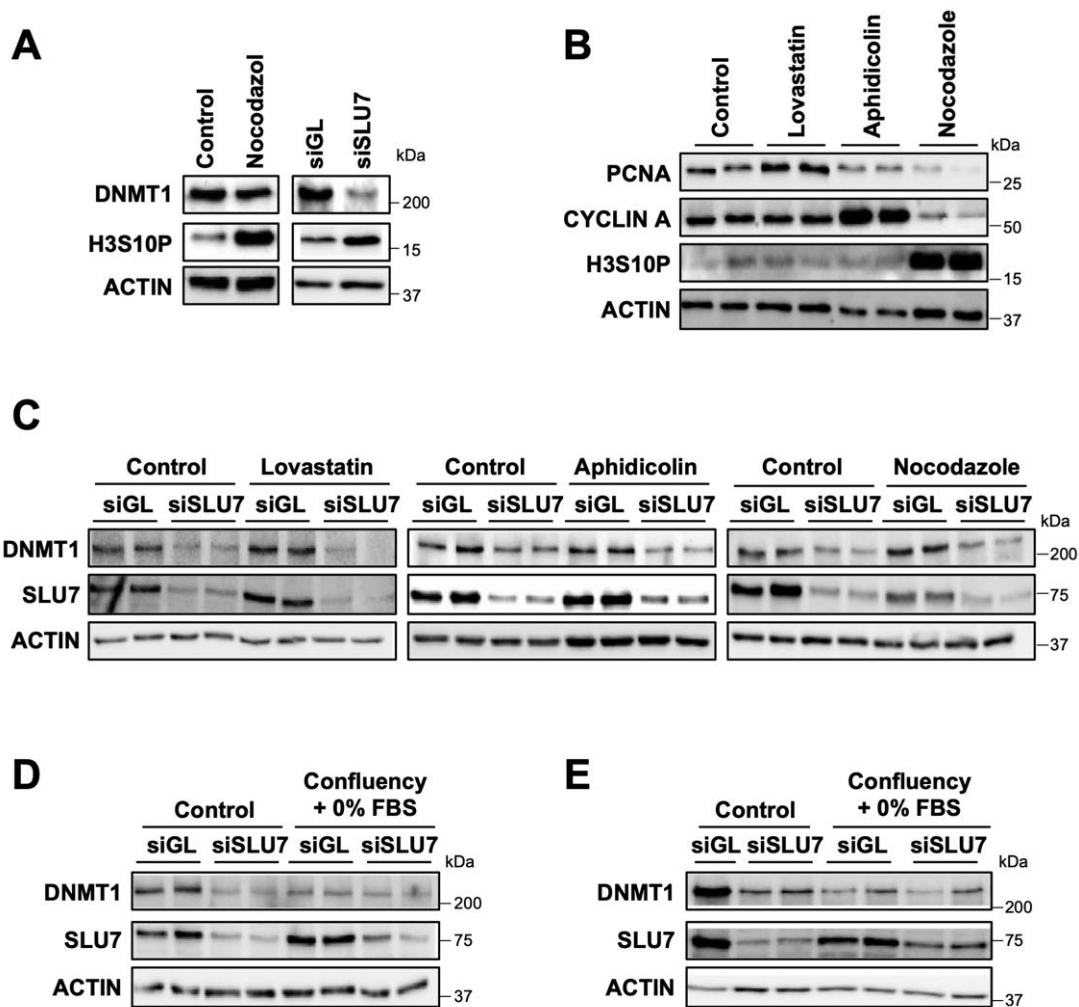 A
Control
Nocodazol
siGL
siSLU7
kDa
DNMT1
200
H3S10P
15
ACTIN
37
B
Control
Lovastatin
Aphidicolin
Nocodazole
kDa
PCNA
25
CYCLIN A
50
H3S10P
15
ACTIN
37
C
Control Lovastatin Control Aphidicolin Control Nocodazole
siGL siSLU7 siGL siSLU7 siGL siSLU7 siGL siSLU7 siGL siSLU7 siGL siSLU7
kDa
DNMT1
200
SLU7
75
ACTIN
37
D
Control
Confluency
+ 0% FBS
siGL siSLU7 siGL siSLU7
kDa
DNMT1
200
SLU7
75
ACTIN
37
E
Control
Confluency
+ 0% FBS
siGL siSLU7 siGL siSLU7
kDa
DNMT1
200
SLU7
75
ACTIN
37